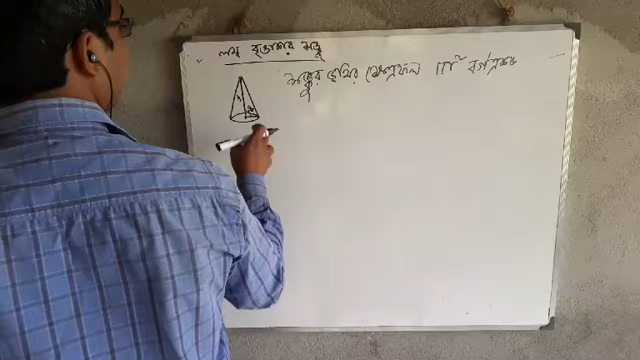 লম্ব বৃত্তাকার শঙ্কু
শঙ্কুর ভূমির ক্ষেত্রফল πr² বর্গএকক